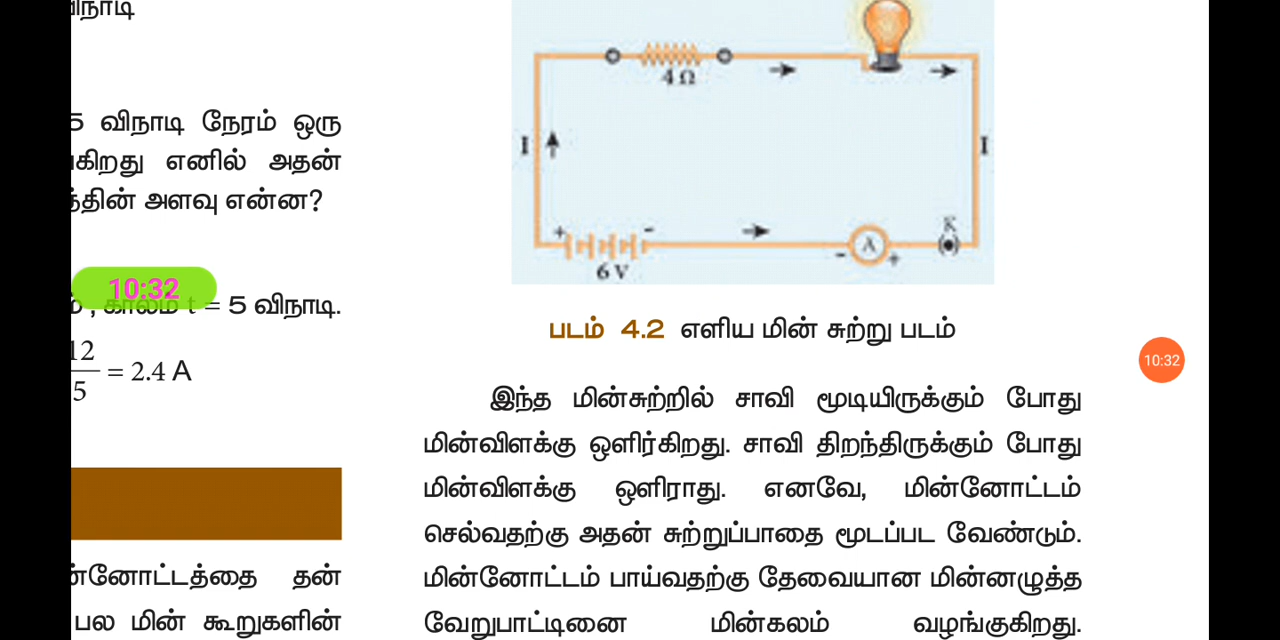 விநாடி
5 விநாடி நேரம் ஒரு
கிறது எனில் அதன்
த்தின் அளவு என்ன?
10:32
காலம் t = 5 விநாடி.
12
5
= 2.4 A
ன்னோட்டத்தை தன்
பல மின் கூறுகளின்
4 Ω
I
I
+
-
6 V
-
A
+
K
படம் 4.2 எளிய மின் சுற்று படம்
இந்த மின்சுற்றில் சாவி மூடியிருக்கும் போது
மின்விளக்கு ஒளிர்கிறது. சாவி திறந்திருக்கும் போது
மின்விளக்கு ஒளிராது. எனவே, மின்னோட்டம்
செல்வதற்கு அதன் சுற்றுப்பாதை மூடப்பட வேண்டும்.
மின்னோட்டம் பாய்வதற்கு தேவையான மின்னழுத்த
வேறுபாட்டினை மின்கலம் வழங்குகிறது.
10:32